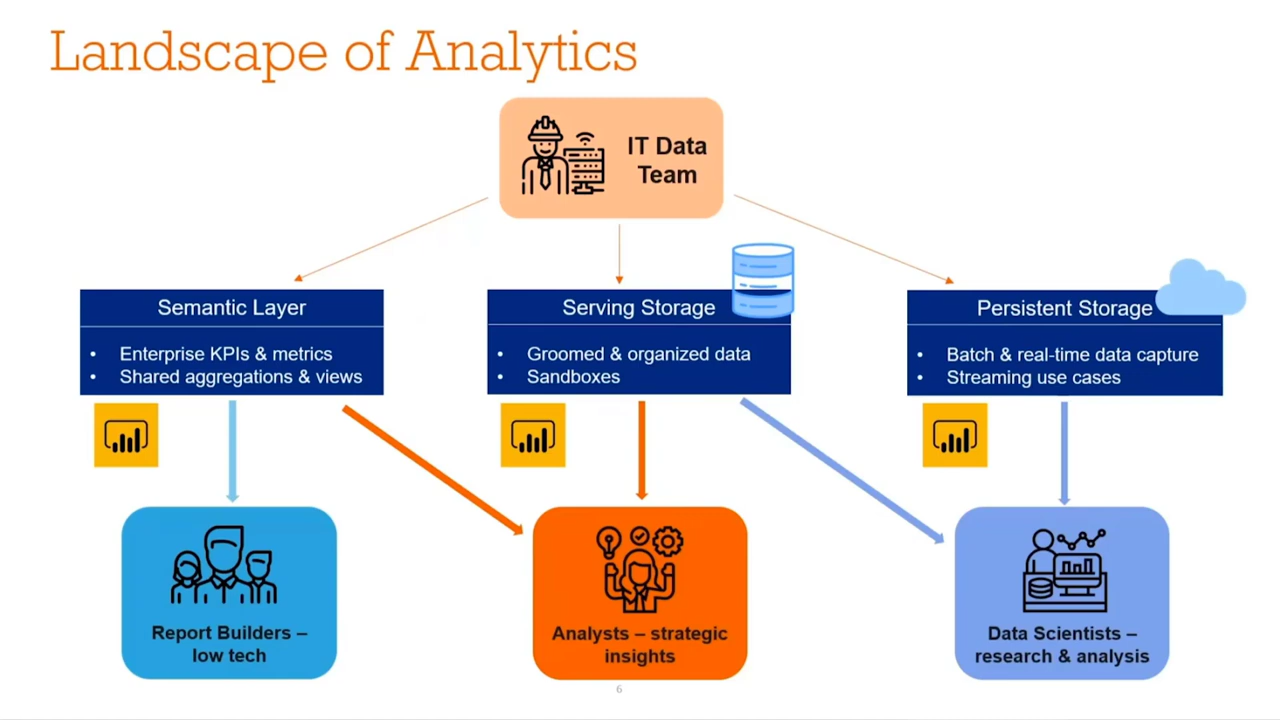 Landscape of Analytics
IT Data
Team
Semantic Layer
• Enterprise KPIs & metrics
• Shared aggregations & views
Serving Storage
• Groomed & organized data
• Sandboxes
Persistent Storage
• Batch & real-time data capture
• Streaming use cases
Report Builders –
low tech
Analysts – strategic
insights
Data Scientists –
research & analysis
6